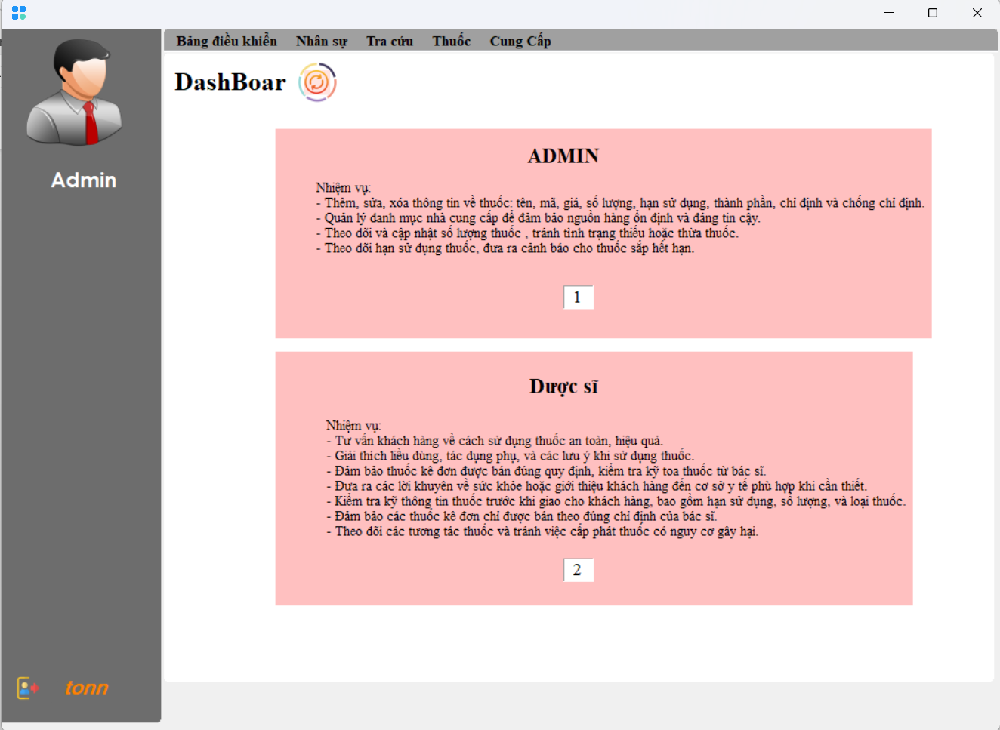 Bảng điều khiển Nhân sự Tra cứu Thuốc Cung Cấp
DashBoar
Admin
ADMIN
Nhiệm vụ:
- Thêm, sửa, xóa thông tin về thuốc: tên, mã, giá, số lượng, hạn sử dụng, thành phần, chỉ định và chống chỉ định.
- Quản lý danh mục nhà cung cấp để đảm bảo nguồn hàng ổn định và đáng tin cậy.
- Theo dõi và cập nhật số lượng thuốc , tránh tình trạng thiếu hoặc thừa thuốc.
- Theo dõi hạn sử dụng thuốc, đưa ra cảnh báo cho thuốc sắp hết hạn.
1
Dược sĩ
Nhiệm vụ:
- Tư vấn khách hàng về cách sử dụng thuốc an toàn, hiệu quả.
- Giải thich liều dùng, tác dụng phụ, và các lưu ý khi sử dụng thuốc.
- Đảm bảo thuốc kê đơn được bán đúng quy định, kiểm tra kỹ toa thuốc từ bác sĩ.
- Đưa ra các lời khuyên về sức khỏe hoặc giới thiệu khách hàng đến cơ sở y tế phù hợp khi cần thiết.
- Kiểm tra kỹ thông tin thuốc trước khi giao cho khách hàng, bao gồm hạn sử dụng, số lượng, và loại thuốc.
- Đảm bảo các thuốc kê đơn chỉ được bán theo đúng chỉ định của bác sĩ.
- Theo dõi các tương tác thuốc và tránh việc cấp phát thuốc có nguy cơ gây hại.
2
tonn